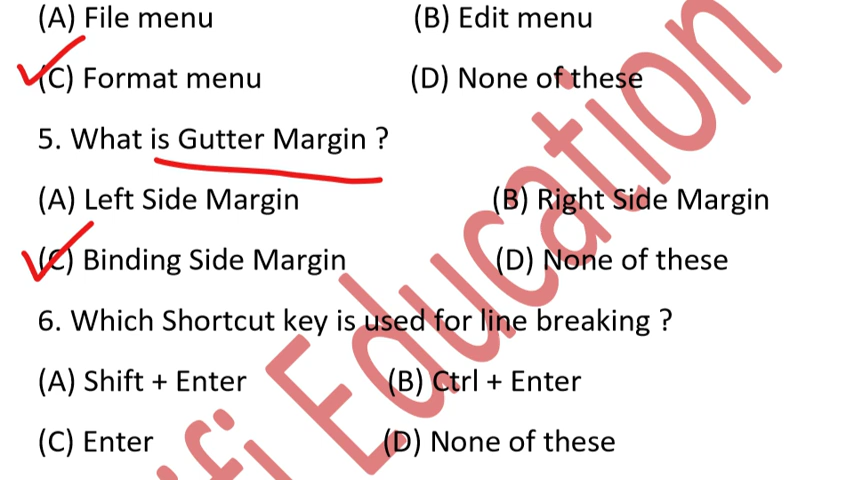 (A) File menu (B) Edit menu
(C) Format menu (D) None of these
5. What is Gutter Margin ?
(A) Left Side Margin (B) Right Side Margin
(C) Binding Side Margin (D) None of these
6. Which Shortcut key is used for line breaking ?
(A) Shift + Enter (B) Ctrl + Enter
(C) Enter (D) None of these
Education